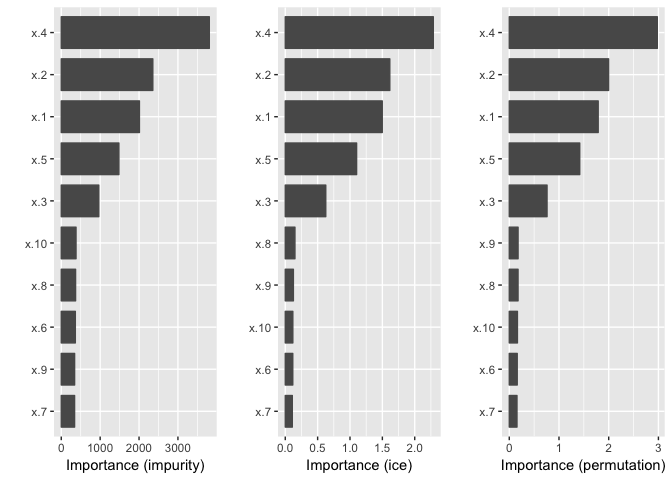 x.4
x.2
x.1
x.5
x.3
x.10
x.8
x.6
x.9
x.7
0 1000 2000 3000
Importance (impurity)
x.4
x.2
x.1
x.5
x.3
x.8
x.9
x.10
x.6
x.7
0.0 0.5 1.0 1.5 2.0
Importance (ice)
x.4
x.2
x.1
x.5
x.3
x.9
x.8
x.10
x.6
x.7
0 1 2 3
Importance (permutation)